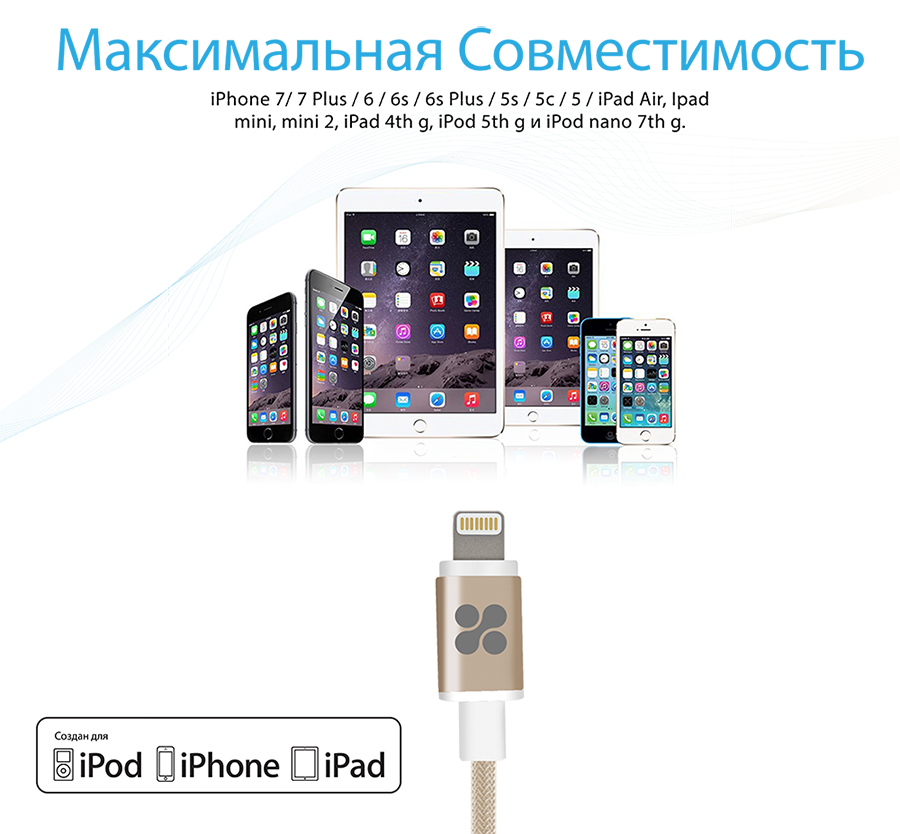 Максимальная Совместимость
iPhone 7/ 7 Plus / 6 / 6s / 6s Plus / 5s / 5c / 5 / iPad Air, Ipad
mini, mini 2, iPad 4th g, iPod 5th g и iPod nano 7th g.
Создан для
iPod iPhone iPad